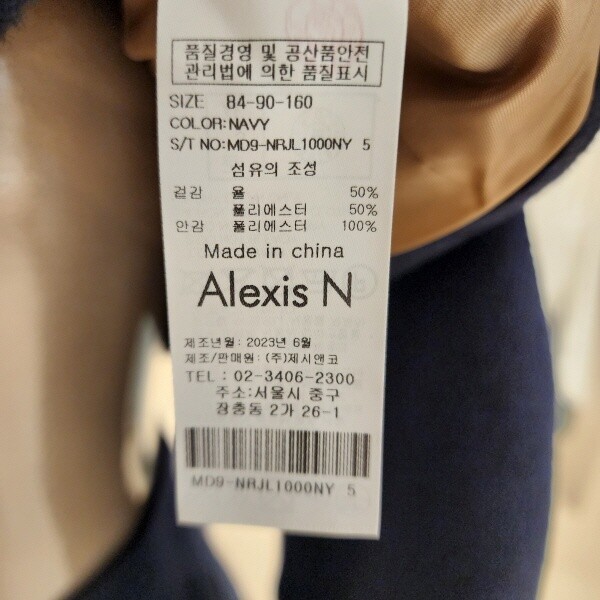 품질경영 및 공산품안전
관리법에 의한 품질표시
SIZE 84-90-160
COLOR:NAVY
S/T NO:MD9-NRJL1000NY 5
섬유의 조성
겉감 울 50%
폴리에스터 50%
안감 폴리에스터 100%
Made in china
Alexis N
제조년월: 2023년 6월
제조/판매원: (주)제시앤코
TEL : 02-3406-2300
주소:서울시 중구
장충동 2가 26-1
MD9-NRJL1000NY 5